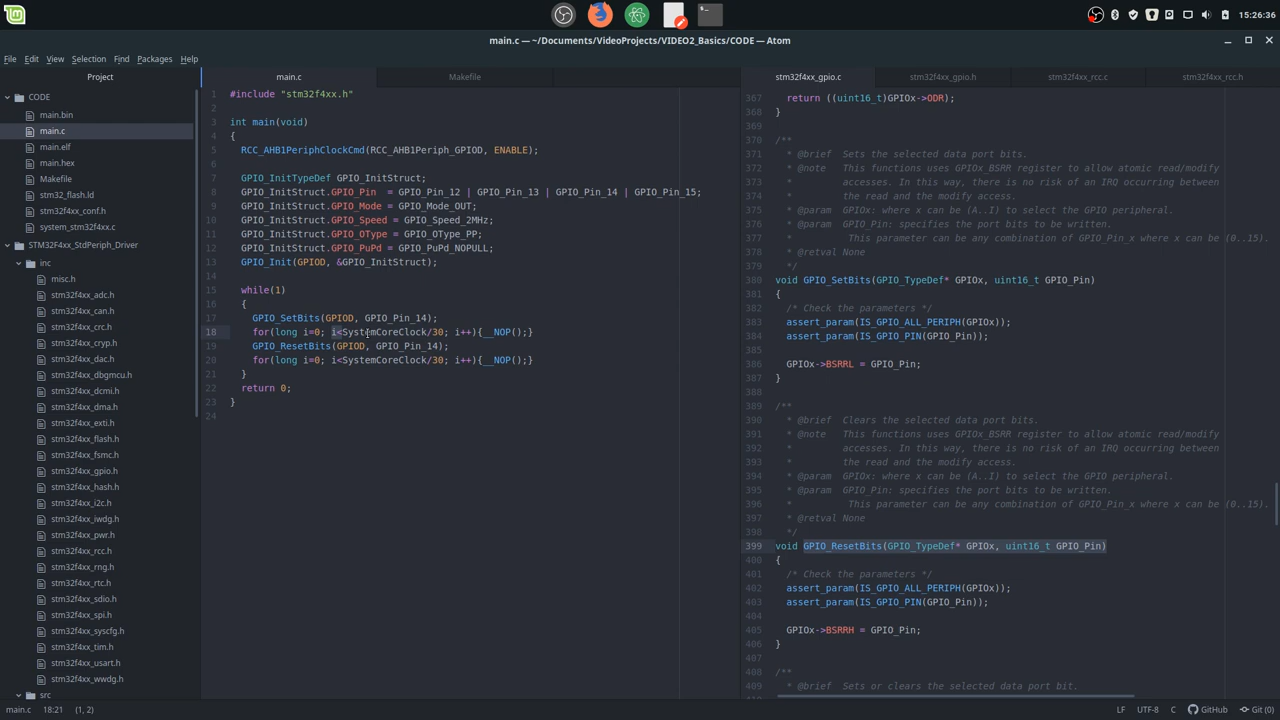 15:26:36
main.c — ~/Documents/VideoProjects/VIDEO2_Basics/CODE — Atom
File Edit View Selection Find Packages Help
Project
CODE
main.bin
main.c
main.elf
main.hex
Makefile
stm32_flash.ld
stm32f4xx_conf.h
system_stm32f4xx.c
STM32F4xx_StdPeriph_Driver
inc
misc.h
stm32f4xx_adc.h
stm32f4xx_can.h
stm32f4xx_crc.h
stm32f4xx_cryp.h
stm32f4xx_dac.h
stm32f4xx_dbgmcu.h
stm32f4xx_dcmi.h
stm32f4xx_dma.h
stm32f4xx_exti.h
stm32f4xx_flash.h
stm32f4xx_fsmc.h
stm32f4xx_gpio.h
stm32f4xx_hash.h
stm32f4xx_i2c.h
stm32f4xx_iwdg.h
stm32f4xx_pwr.h
stm32f4xx_rcc.h
stm32f4xx_rng.h
stm32f4xx_rtc.h
stm32f4xx_sdio.h
stm32f4xx_spi.h
stm32f4xx_syscfg.h
stm32f4xx_tim.h
stm32f4xx_usart.h
stm32f4xx_wwdg.h
src
main.c Makefile
1 #include "stm32f4xx.h"
2
3 int main(void)
4 {
5 RCC_AHB1PeriphClockCmd(RCC_AHB1Periph_GPIOD, ENABLE);
6
7 GPIO_InitTypeDef GPIO_InitStruct;
8 GPIO_InitStruct.GPIO_Pin = GPIO_Pin_12 | GPIO_Pin_13 | GPIO_Pin_14 | GPIO_Pin_15;
9 GPIO_InitStruct.GPIO_Mode = GPIO_Mode_OUT;
10 GPIO_InitStruct.GPIO_Speed = GPIO_Speed_2MHz;
11 GPIO_InitStruct.GPIO_OType = GPIO_OType_PP;
12 GPIO_InitStruct.GPIO_PuPd = GPIO_PuPd_NOPULL;
13 GPIO_Init(GPIOD, &GPIO_InitStruct);
14
15 while(1)
16 {
17 GPIO_SetBits(GPIOD, GPIO_Pin_14);
18 for(long i=0; i<SystemCoreClock/30; i++){__NOP();}
19 GPIO_ResetBits(GPIOD, GPIO_Pin_14);
20 for(long i=0; i<SystemCoreClock/30; i++){__NOP();}
21 }
22 return 0;
23 }
24
stm32f4xx_gpio.c stm32f4xx_gpio.h stm32f4xx_rcc.c stm32f4xx_rcc.h
367 return ((uint16_t)GPIOx->ODR);
368 }
369
370 /**
371 * @brief Sets the selected data port bits.
372 * @note This functions uses GPIOx_BSRR register to allow atomic read/modify
373 * accesses. In this way, there is no risk of an IRQ occurring between
374 * the read and the modify access.
375 * @param GPIOx: where x can be (A..I) to select the GPIO peripheral.
376 * @param GPIO_Pin: specifies the port bits to be written.
377 * This parameter can be any combination of GPIO_Pin_x where x can be (0..15).
378 * @retval None
379 */
380 void GPIO_SetBits(GPIO_TypeDef* GPIOx, uint16_t GPIO_Pin)
381 {
382 /* Check the parameters */
383 assert_param(IS_GPIO_ALL_PERIPH(GPIOx));
384 assert_param(IS_GPIO_PIN(GPIO_Pin));
385
386 GPIOx->BSRRL = GPIO_Pin;
387 }
388
389 /**
390 * @brief Clears the selected data port bits.
391 * @note This functions uses GPIOx_BSRR register to allow atomic read/modify
392 * accesses. In this way, there is no risk of an IRQ occurring between
393 * the read and the modify access.
394 * @param GPIOx: where x can be (A..I) to select the GPIO peripheral.
395 * @param GPIO_Pin: specifies the port bits to be written.
396 * This parameter can be any combination of GPIO_Pin_x where x can be (0..15).
397 * @retval None
398 */
399 void GPIO_ResetBits(GPIO_TypeDef* GPIOx, uint16_t GPIO_Pin)
400 {
401 /* Check the parameters */
402 assert_param(IS_GPIO_ALL_PERIPH(GPIOx));
403 assert_param(IS_GPIO_PIN(GPIO_Pin));
404
405 GPIOx->BSRRH = GPIO_Pin;
406 }
407
408 /**
409 * @brief Sets or clears the selected data port bit.
main.c 18:21 (1, 2) LF UTF-8 C GitHub Git (0)